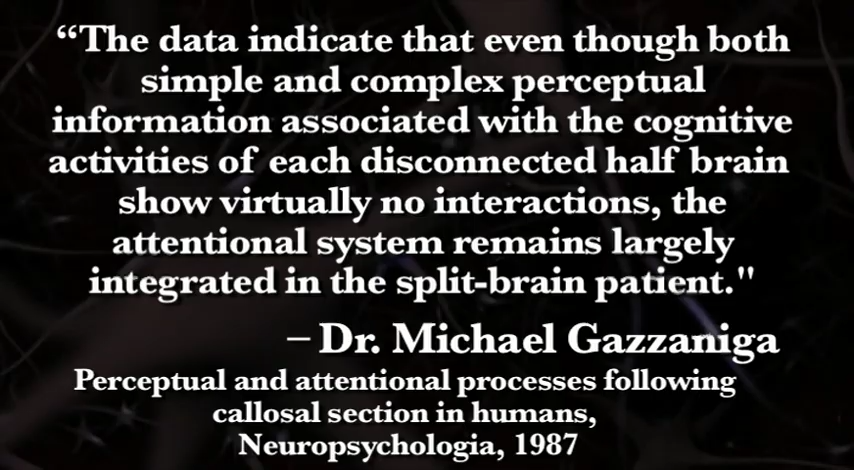 “The data indicate that even though both
simple and complex perceptual
information associated with the cognitive
activities of each disconnected half brain
show virtually no interactions, the
attentional system remains largely
integrated in the split-brain patient."
– Dr. Michael Gazzaniga
Perceptual and attentional processes following
callosal section in humans,
Neuropsychologia, 1987